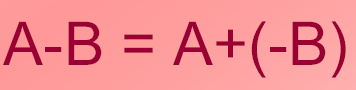 A-B = A+(-B)